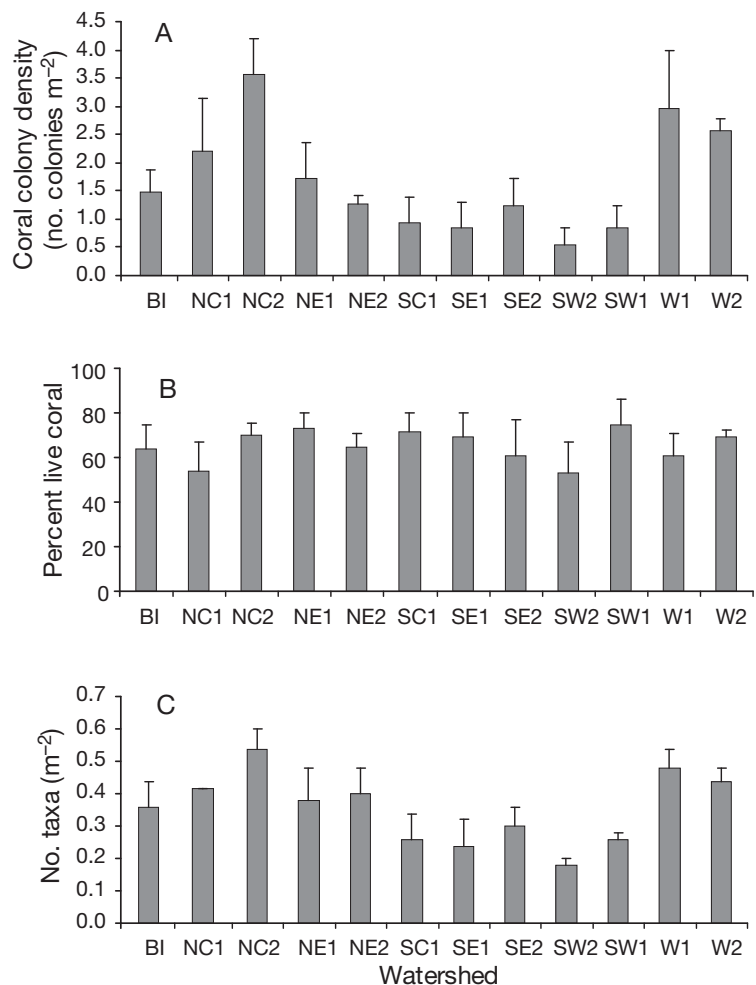 A
Coral colony density
(no. colonies m⁻²)
4.5
4.0
3.5
3.0
2.5
2.0
1.5
1.0
0.5
0.0
BI NC1 NC2 NE1 NE2 SC1 SE1 SE2 SW2 SW1 W1 W2
B
Percent live coral
100
80
60
40
20
0
BI NC1 NC2 NE1 NE2 SC1 SE1 SE2 SW2 SW1 W1 W2
C
No. taxa (m⁻²)
0.7
0.6
0.5
0.4
0.3
0.2
0.1
0.0
BI NC1 NC2 NE1 NE2 SC1 SE1 SE2 SW2 SW1 W1 W2
Watershed